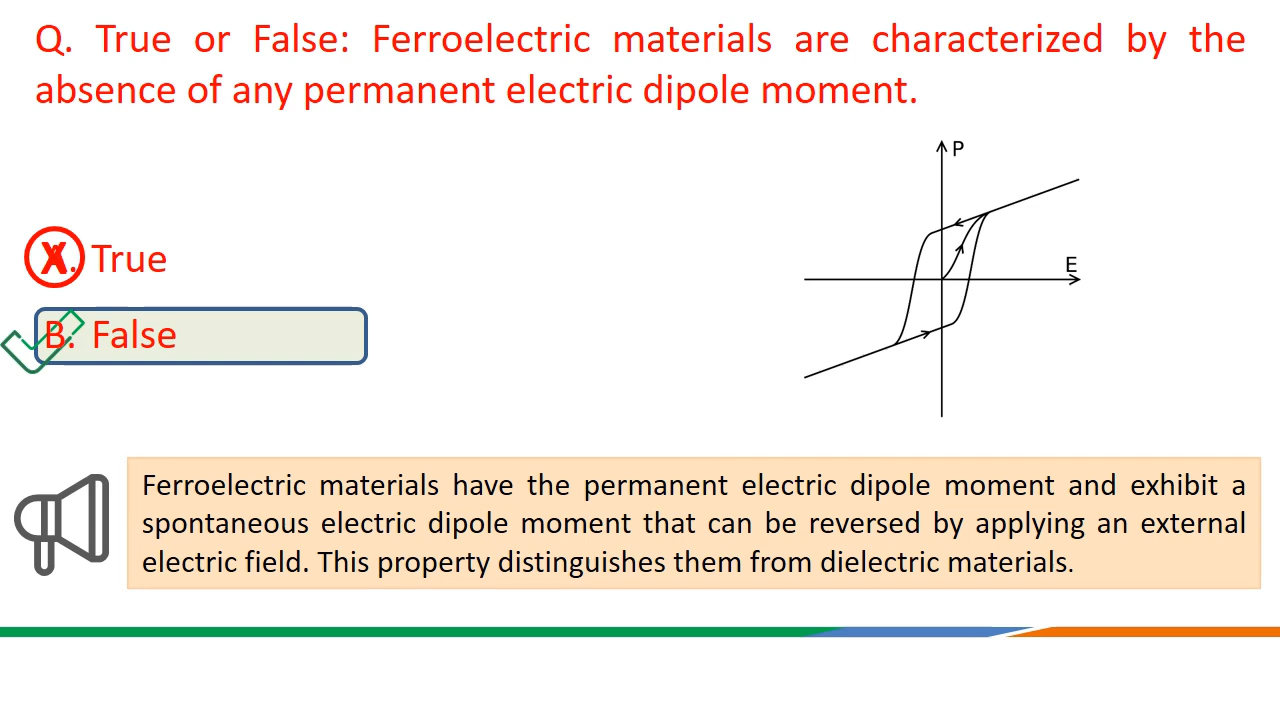 Q. True or False: Ferroelectric materials are characterized by the
absence of any permanent electric dipole moment.
P
E
A. True
B. False
Ferroelectric materials have the permanent electric dipole moment and exhibit a
spontaneous electric dipole moment that can be reversed by applying an external
electric field. This property distinguishes them from dielectric materials.